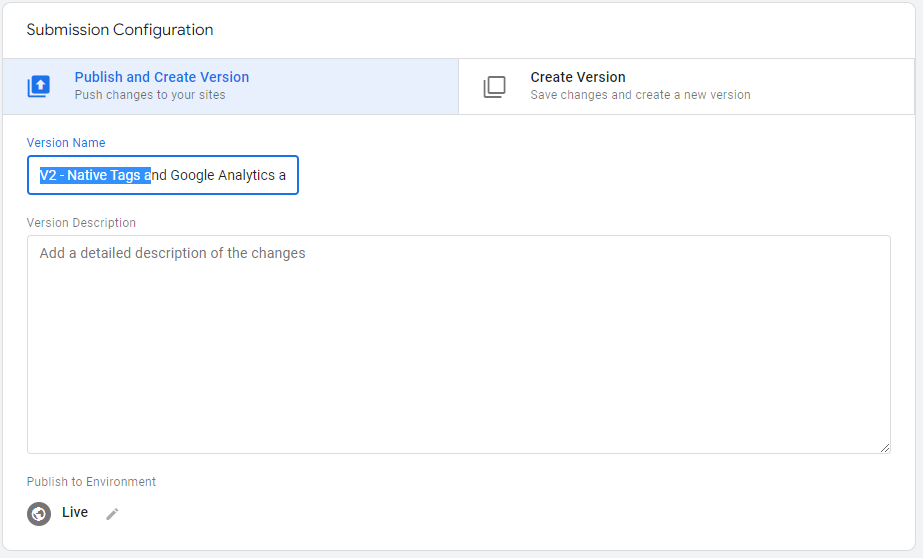 Submission Configuration
Publish and Create Version
Push changes to your sites
Create Version
Save changes and create a new version
Version Name
V2 - Native Tags and Google Analytics a
Version Description
Add a detailed description of the changes
Publish to Environment
Live